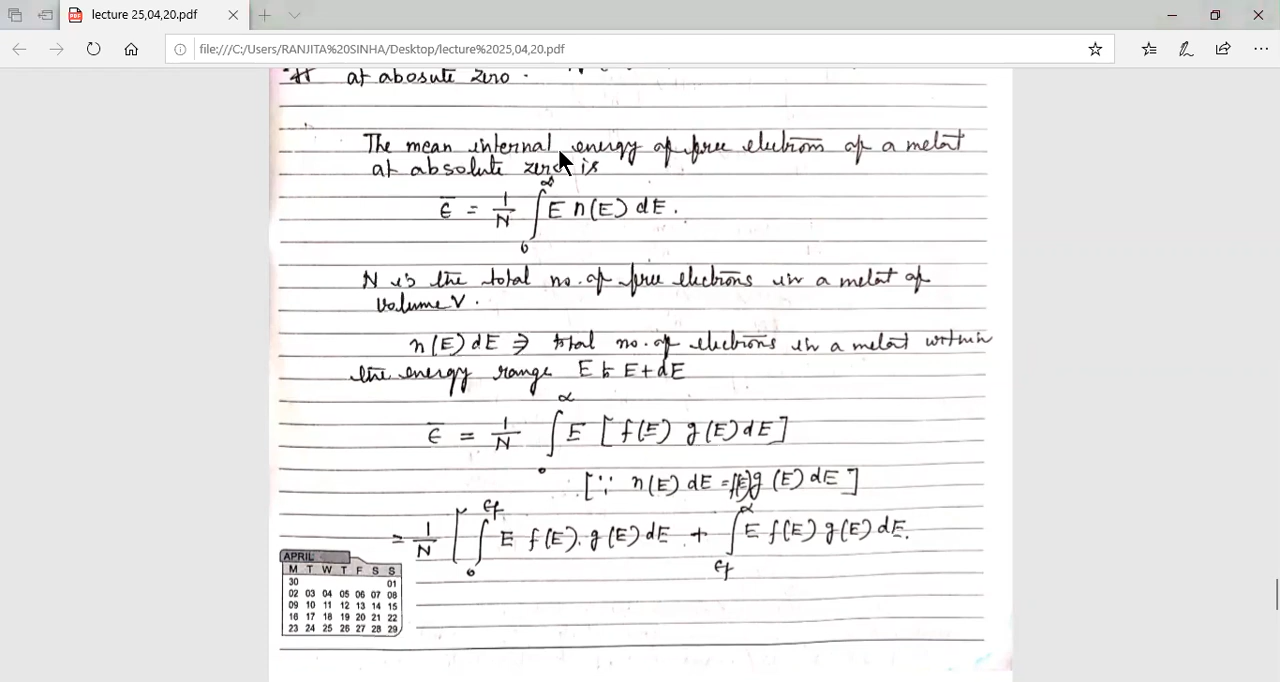 lecture 25,04,20.pdf
file:///C:/Users/RANJITA%20SINHA/Desktop/lecture%2025,04,20.pdf
at abosute zero.
The mean internal energy of free electrons of a metal
at absolute zero is
ε̄ = 1/N ∫₀^∞ E n(E) dE.
N is the total no. of free electrons in a metal of
volume V.
n(E) dE ⇒ total no. of electrons in a metal within
the energy range E to E+dE
ε̄ = 1/N ∫₀^∞ E [f(E) g(E) dE]
[∵ n(E) dE = f(E) g(E) dE]
= 1/N [ ∫₀^εf E f(E). g(E) dE + ∫εf^∞ E f(E) g(E) dE.
APRIL
M T W T F S S
30 01
02 03 04 05 06 07 08
09 10 11 12 13 14 15
16 17 18 19 20 21 22
23 24 25 26 27 28 29